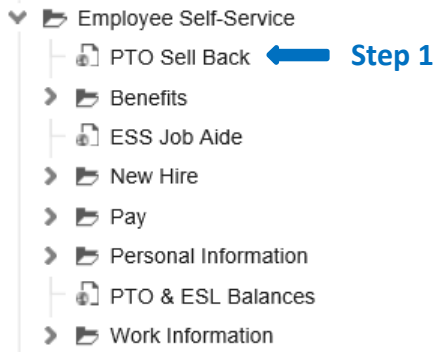 Employee Self-Service
PTO Sell Back Step 1
Benefits
ESS Job Aide
New Hire
Pay
Personal Information
PTO & ESL Balances
Work Information